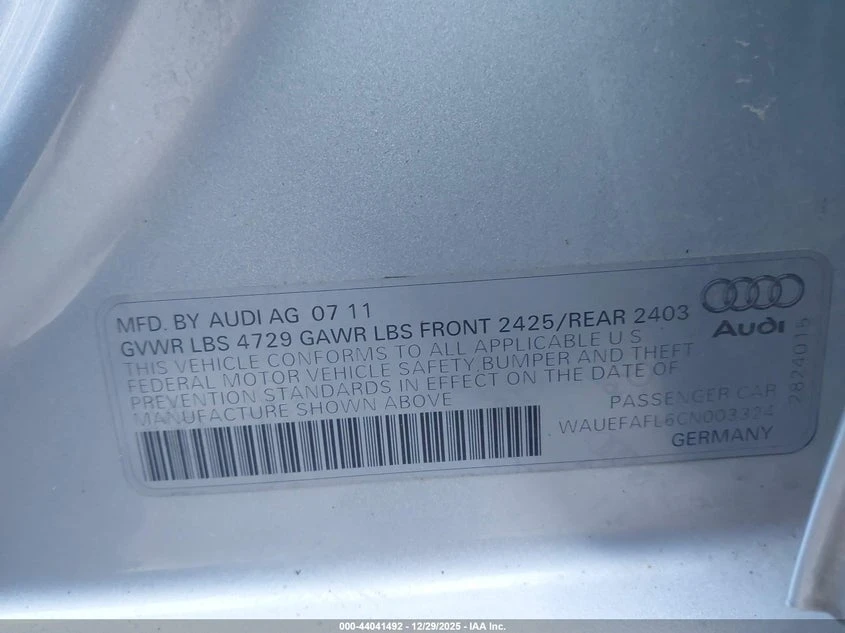 MFD. BY AUDI AG 07 11
GVWR LBS 4729 GAWR LBS FRONT 2425/REAR 2403
THIS VEHICLE CONFORMS TO ALL APPLICABLE U S
FEDERAL MOTOR VEHICLE SAFETY, BUMPER AND THEFT
PREVENTION STANDARDS IN EFFECT ON THE DATE OF
MANUFACTURE SHOWN ABOVE
Audi
PASSENGER CAR
WAUEFAFL6CN003324
GERMANY
2824015
000-44041492 - 12/29/2025 - IAA Inc.